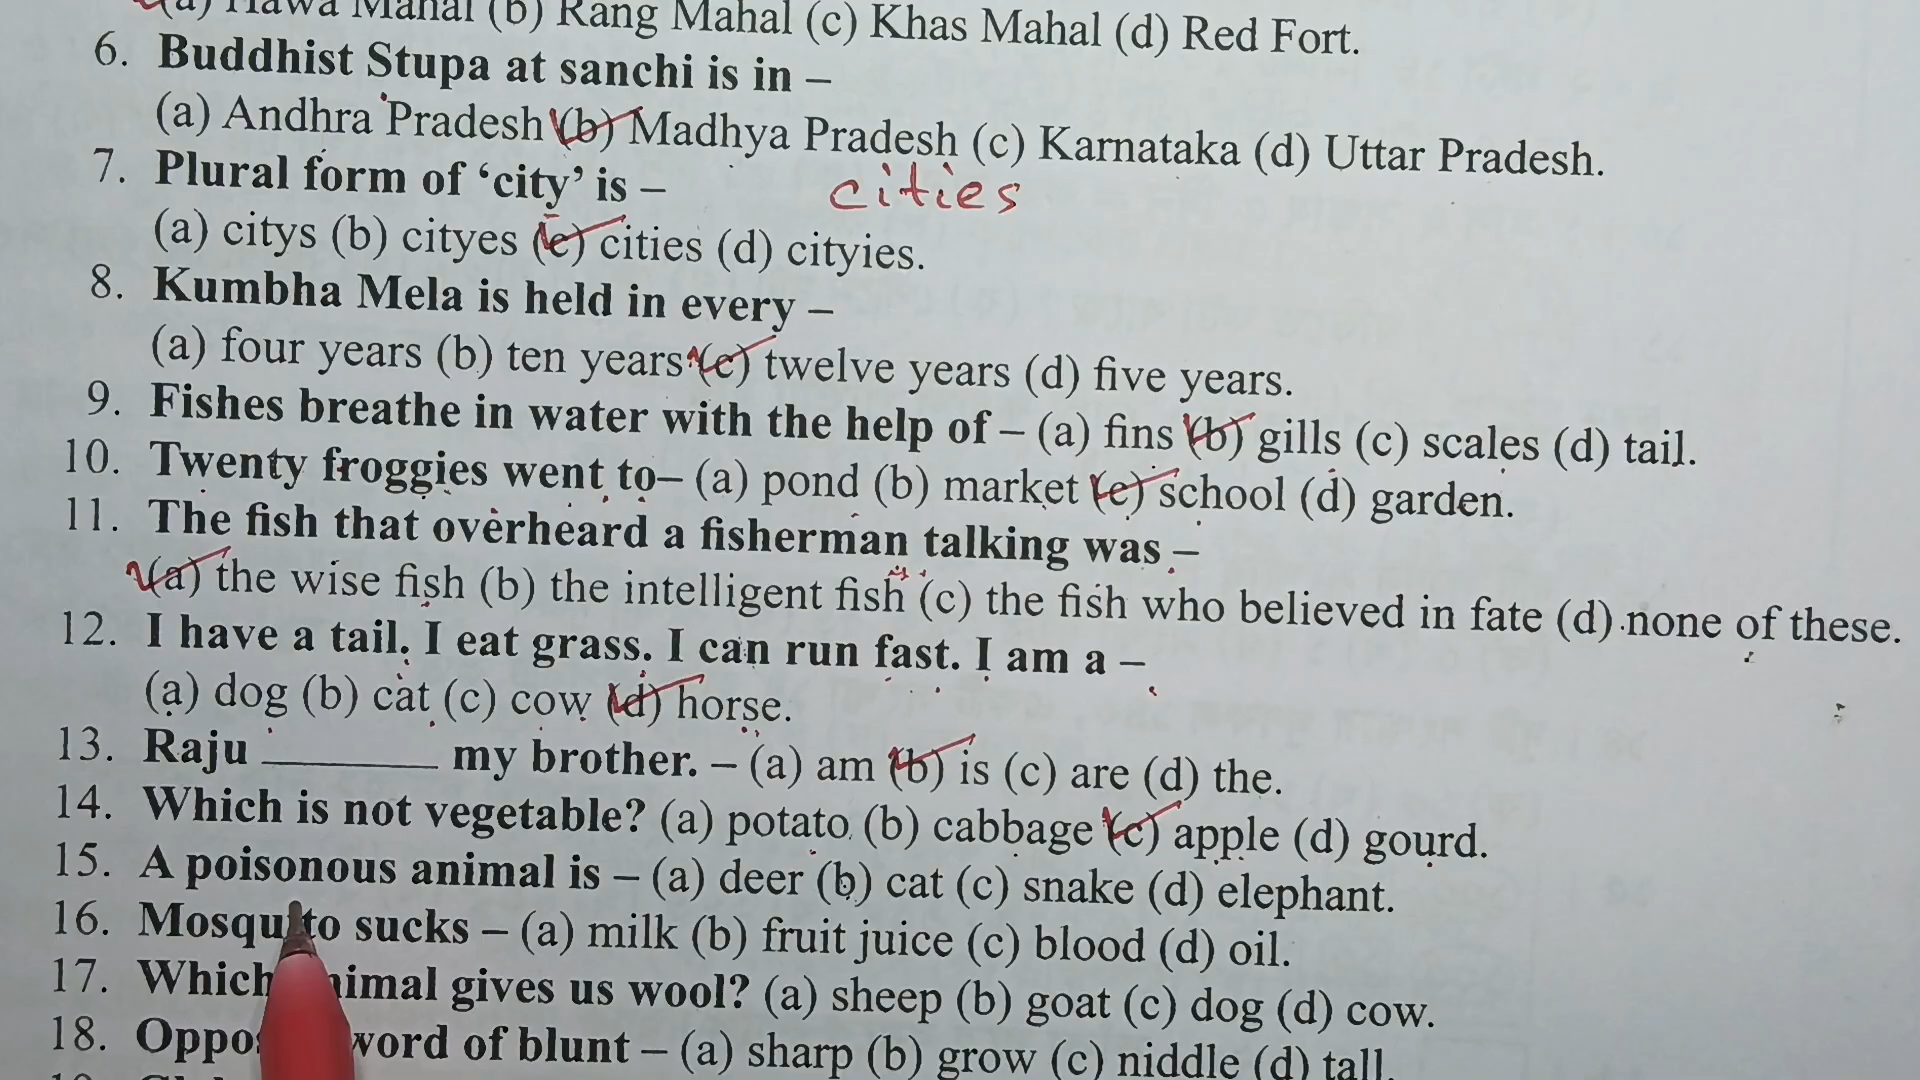 (a) Hawa Mahal (b) Rang Mahal (c) Khas Mahal (d) Red Fort.
6. Buddhist Stupa at sanchi is in –
(a) Andhra Pradesh (b) Madhya Pradesh (c) Karnataka (d) Uttar Pradesh.
7. Plural form of ‘city’ is – cities
(a) citys (b) cityes (c) cities (d) cityies.
8. Kumbha Mela is held in every –
(a) four years (b) ten years (c) twelve years (d) five years.
9. Fishes breathe in water with the help of – (a) fins (b) gills (c) scales (d) tail.
10. Twenty froggies went to– (a) pond (b) market (c) school (d) garden.
11. The fish that overheard a fisherman talking was –
(a) the wise fish (b) the intelligent fish (c) the fish who believed in fate (d) none of these.
12. I have a tail. I eat grass. I can run fast. I am a –
(a) dog (b) cat (c) cow (d) horse.
13. Raju ________ my brother. – (a) am (b) is (c) are (d) the.
14. Which is not vegetable? (a) potato (b) cabbage (c) apple (d) gourd.
15. A poisonous animal is – (a) deer (b) cat (c) snake (d) elephant.
16. Mosquito sucks – (a) milk (b) fruit juice (c) blood (d) oil.
17. Which animal gives us wool? (a) sheep (b) goat (c) dog (d) cow.
18. word of blunt – (a) sharp (b) grow (c) niddle (d) tall.